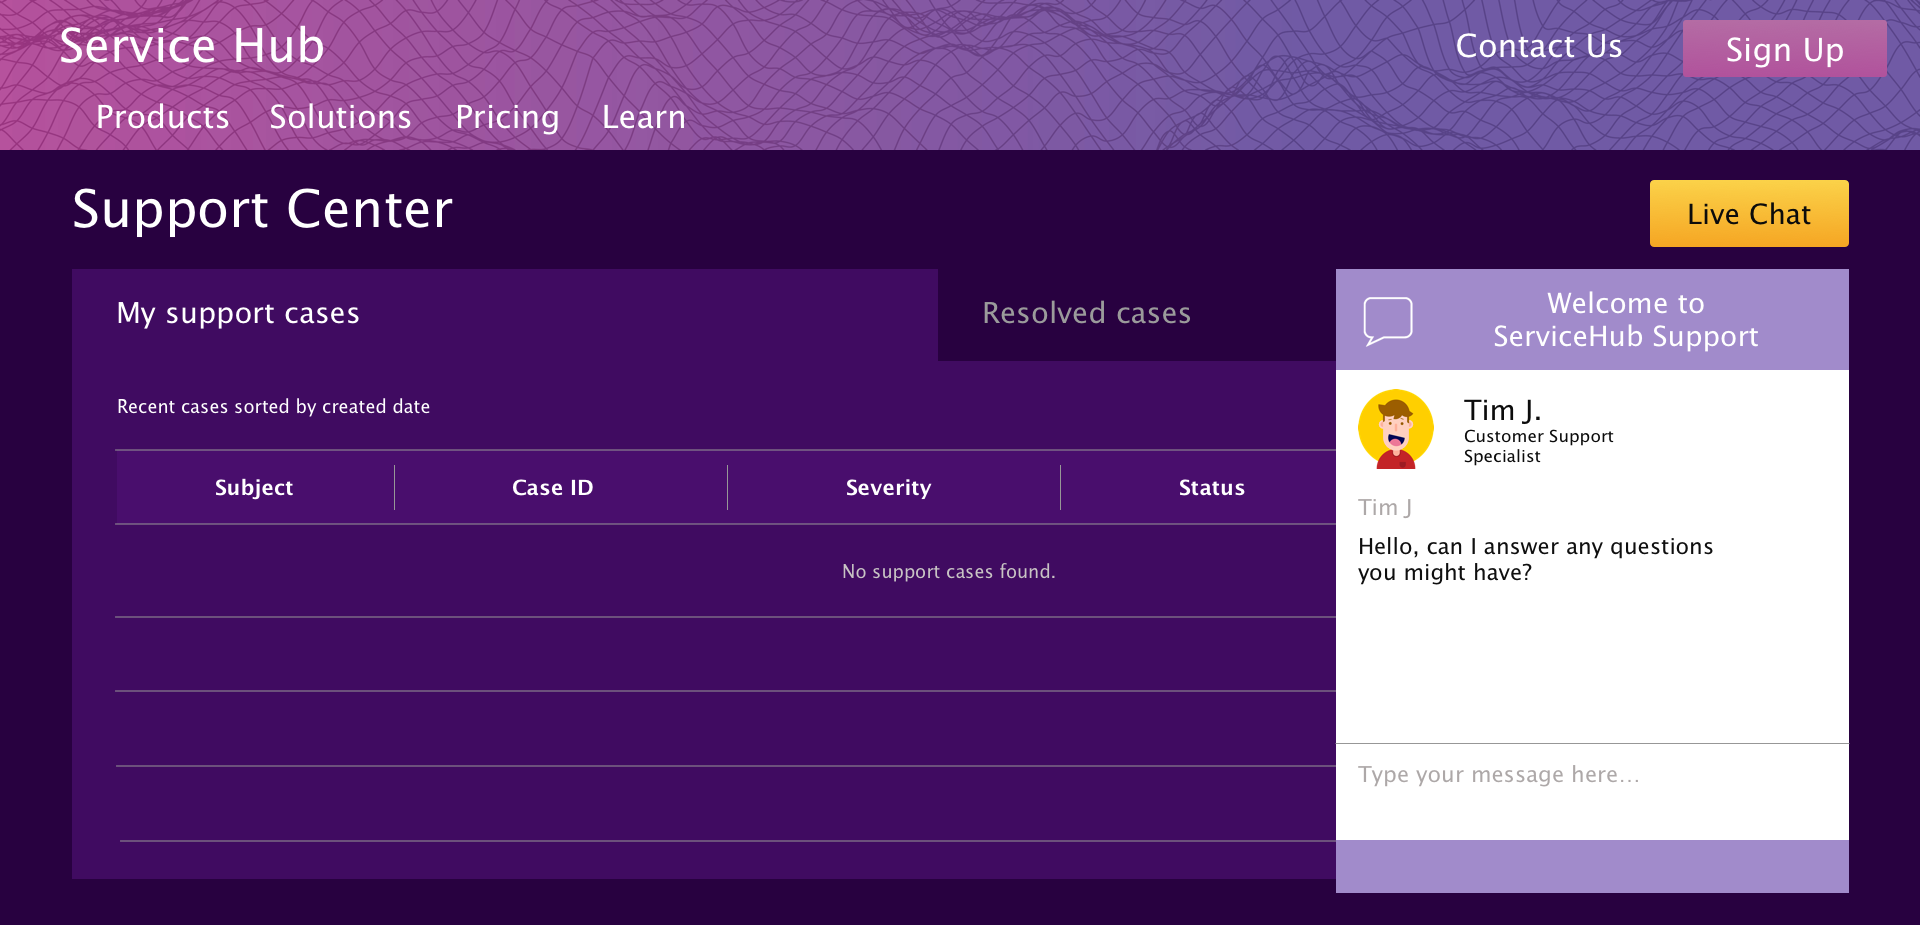 Service Hub
Contact Us
Sign Up
Products Solutions Pricing Learn
Support Center
Live Chat
My support cases
Resolved cases
Recent cases sorted by created date
Subject Case ID Severity Status
No support cases found.
Welcome to
ServiceHub Support
Tim J.
Customer Support
Specialist
Tim J
Hello, can I answer any questions
you might have?
Type your message here...